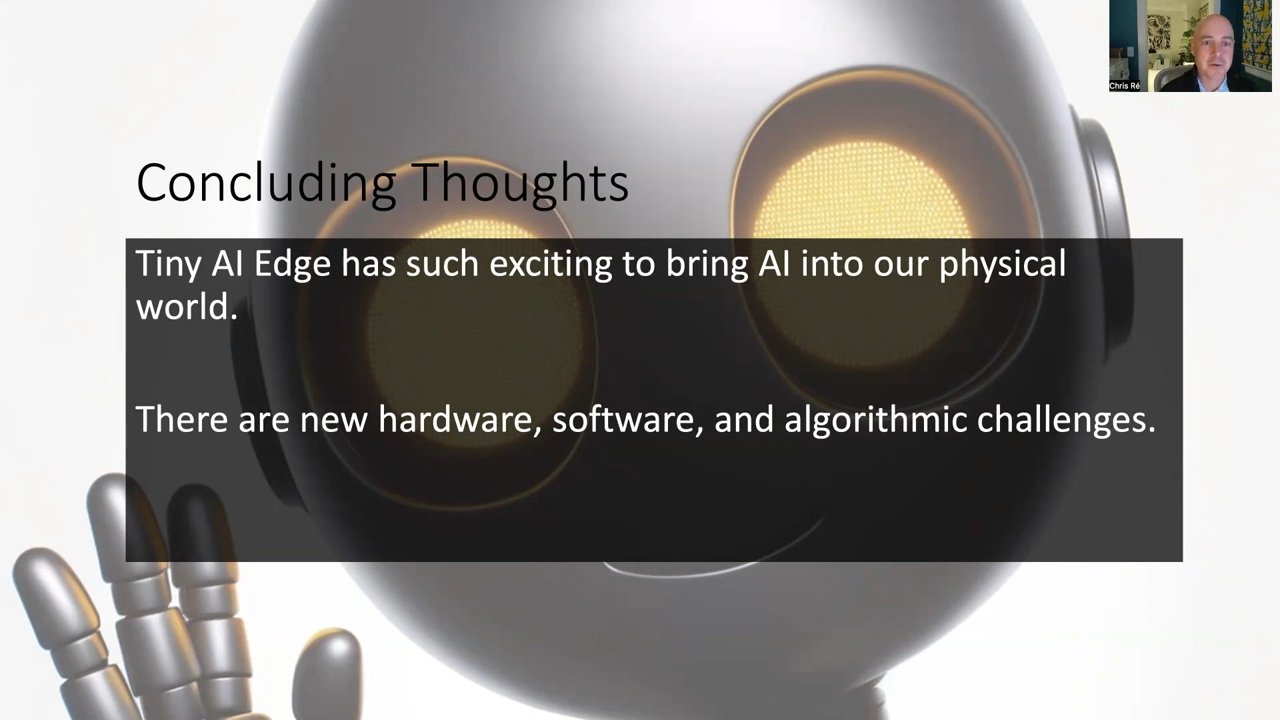 Chris Ré
Concluding Thoughts
Tiny AI Edge has such exciting to bring AI into our physical
world.
There are new hardware, software, and algorithmic challenges.